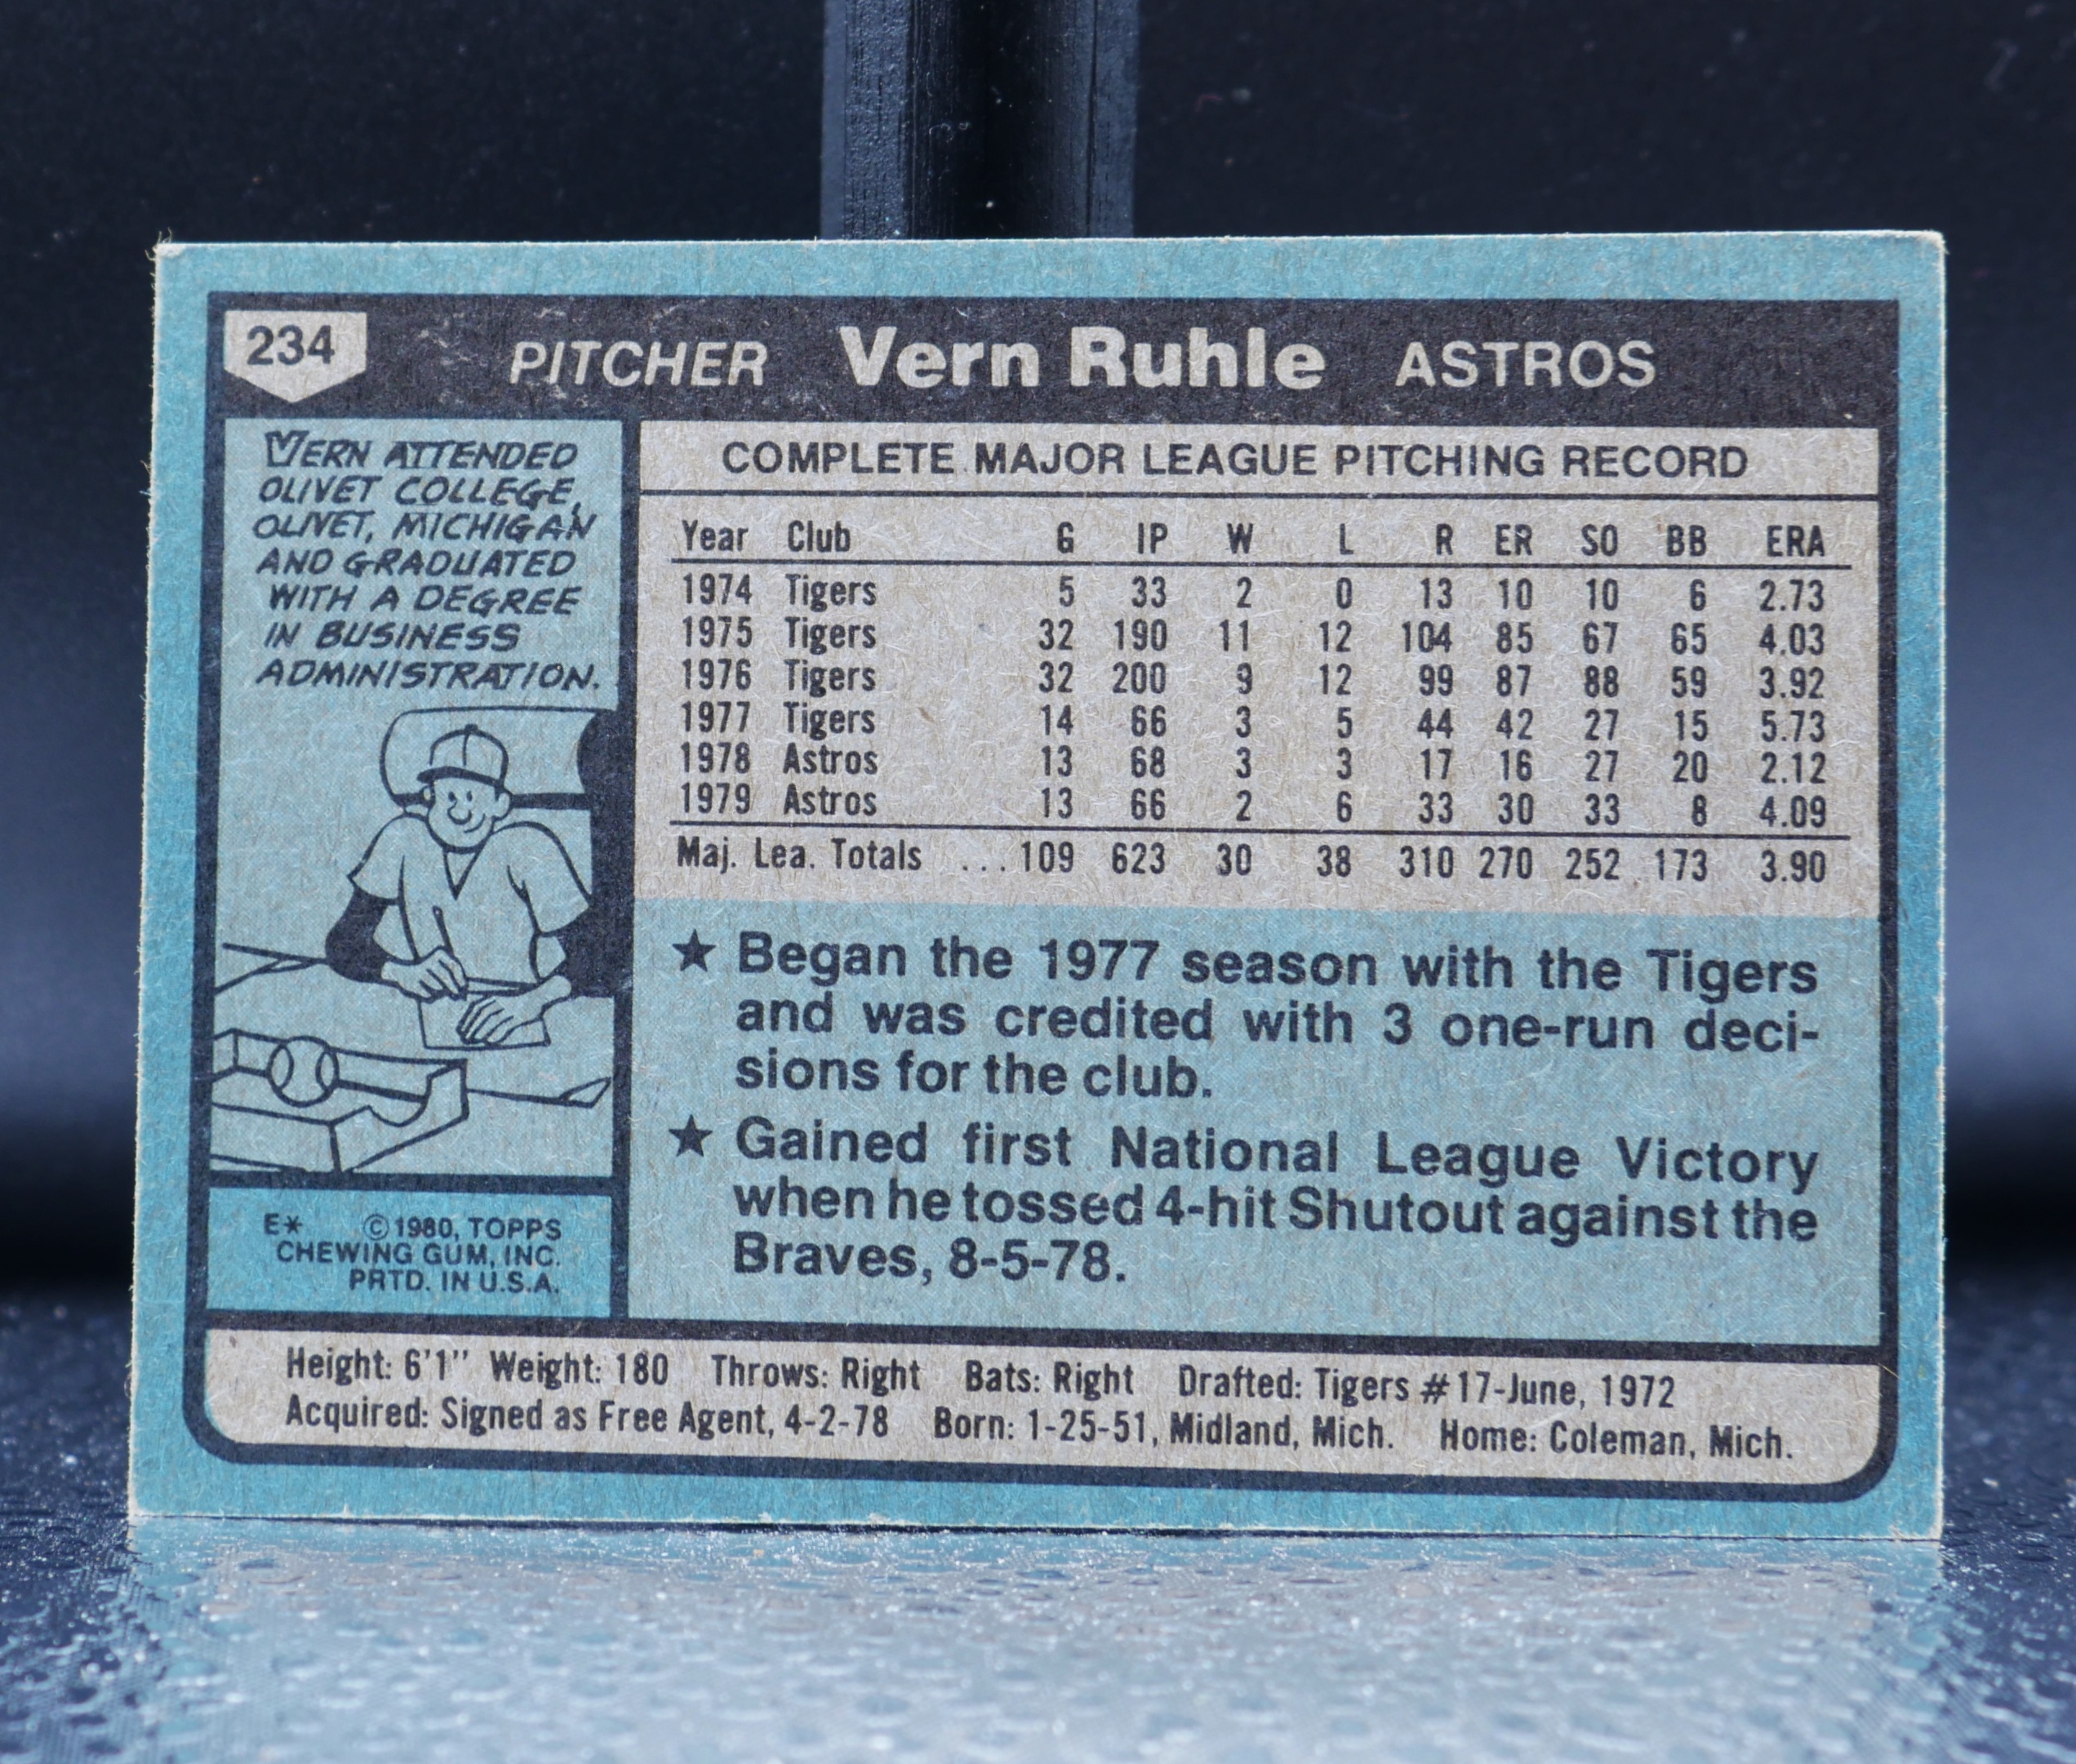 234 PITCHER Vern Ruhle ASTROS
VERN ATTENDED
OLIVET COLLEGE,
OLIVET, MICHIGAN
AND GRADUATED
WITH A DEGREE
IN BUSINESS
ADMINISTRATION.
E* © 1980, TOPPS
CHEWING GUM, INC.
PRTD. IN U.S.A.
COMPLETE MAJOR LEAGUE PITCHING RECORD
Year Club G IP W L R ER SO BB ERA
1974 Tigers 5 33 2 0 13 10 10 6 2.73
1975 Tigers 32 190 11 12 104 85 67 65 4.03
1976 Tigers 32 200 9 12 99 87 88 59 3.92
1977 Tigers 14 66 3 5 44 42 27 15 5.73
1978 Astros 13 68 3 3 17 16 27 20 2.12
1979 Astros 13 66 2 6 33 30 33 8 4.09
Maj. Lea. Totals ... 109 623 30 38 310 270 252 173 3.90
★ Began the 1977 season with the Tigers
and was credited with 3 one-run deci-
sions for the club.
★ Gained first National League Victory
when he tossed 4-hit Shutout against the
Braves, 8-5-78.
Height: 6'1" Weight: 180 Throws: Right Bats: Right Drafted: Tigers #17-June, 1972
Acquired: Signed as Free Agent, 4-2-78 Born: 1-25-51, Midland, Mich. Home: Coleman, Mich.